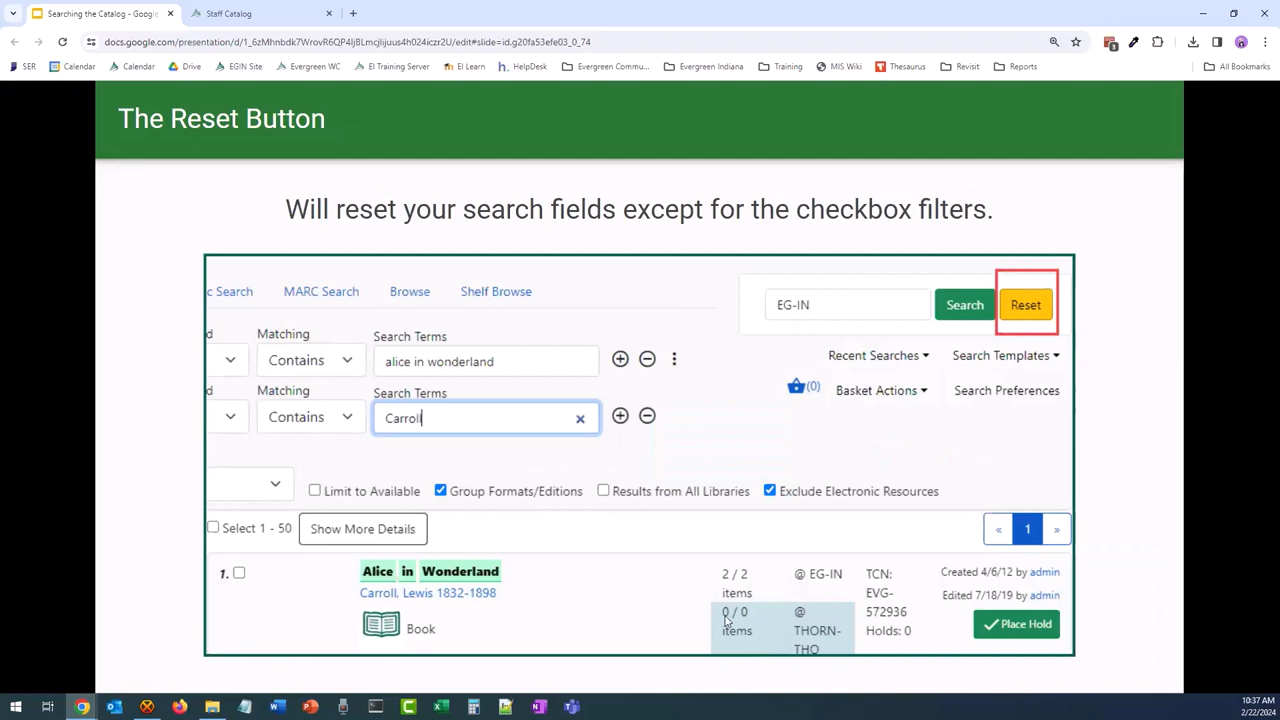 Searching the Catalog - Google
Staff Catalog
docs.google.com/presentation/d/1_6zMhnbdk7WrovR6QP4IjBLmcjlijuus4h024iczr2U/edit#slide=id.g20fa53efe03_0_74
SER
Calendar
Calendar
Drive
EGIN Site
Evergreen WC
EI Training Server
EI Learn
HelpDesk
Evergreen Commu...
Evergreen Indiana
Training
MIS Wiki
Thesaurus
Revisit
Reports
All Bookmarks
The Reset Button
Will reset your search fields except for the checkbox filters.
c Search
MARC Search
Browse
Shelf Browse
EG-IN
Search
Reset
d
Matching
Search Terms
Contains
alice in wonderland
Recent Searches
Search Templates
Matching
Search Terms
(0)
Basket Actions
Search Preferences
Contains
Carroll
Limit to Available
Group Formats/Editions
Results from All Libraries
Exclude Electronic Resources
Select 1 - 50
Show More Details
«
1
»
1.
Alice in Wonderland
Carroll, Lewis 1832-1898
Book
2 / 2
items
@ EG-IN
0 / 0
items
@
THORN-
THO
TCN:
EVG-
572936
Holds: 0
Created 4/6/12 by admin
Edited 7/18/19 by admin
Place Hold
10:37 AM
2/22/2024